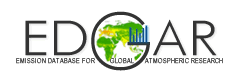 EDGAR
EMISSION DATABASE FOR GLOBAL ATMOSPHERIC RESEARCH